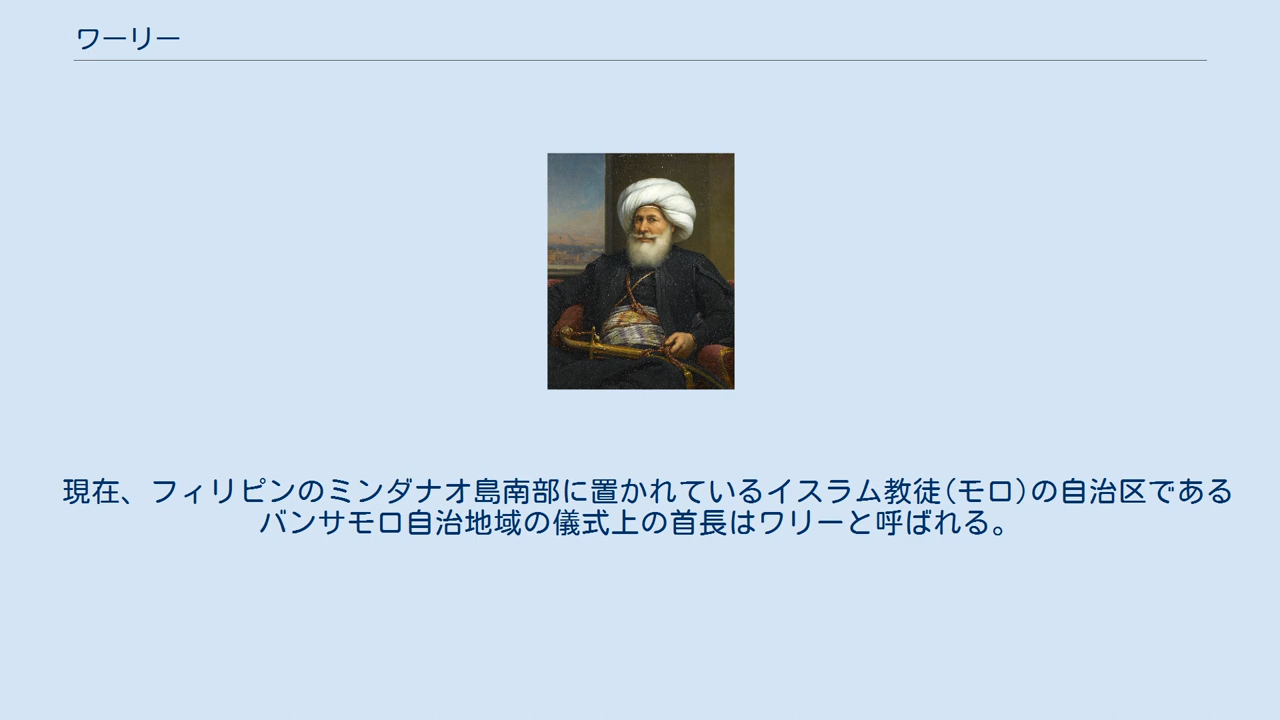 ワーリー
現在、フィリピンのミンダナオ島南部に置かれているイスラム教徒(モロ)の自治区である
バンサモロ自治地域の儀式上の首長はワリーと呼ばれる。